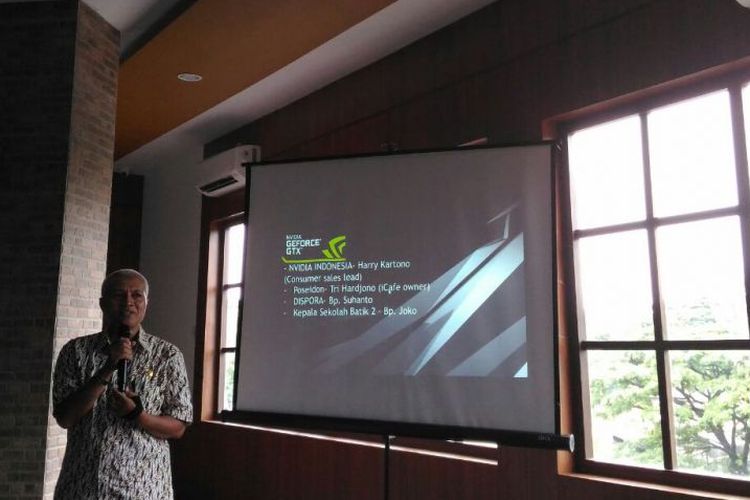 NVIDIA
GEFORCE®
GTX
- NVIDIA INDONESIA- Harry Kartono
(Consumer sales lead)
- Poseidon- Tri Hardjono (iCafe owner)
- DISPORA- Bp. Suhanto
- Kepala Sekolah Batik 2 - Bp. Joko